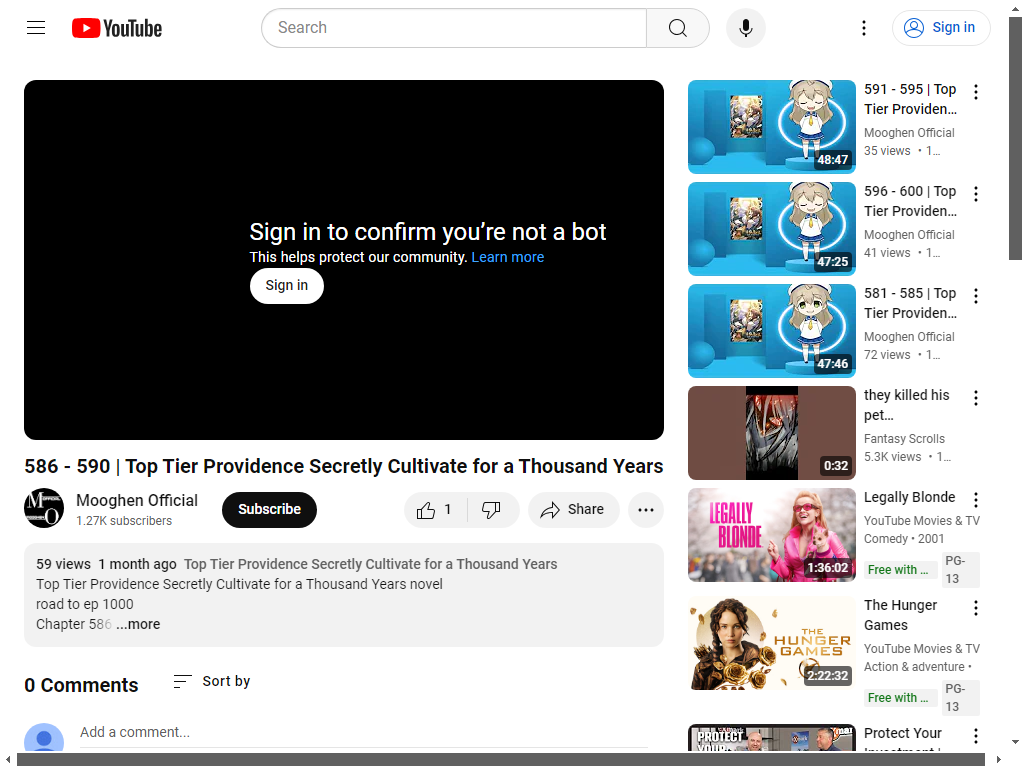 YouTube
Search
Sign in
Sign in to confirm you're not a bot
This helps protect our community. Learn more
Sign in
586 - 590 | Top Tier Providence Secretly Cultivate for a Thousand Years
Mooghen Official
1.27K subscribers
Subscribe
1
Share
59 views 1 month ago Top Tier Providence Secretly Cultivate for a Thousand Years
Top Tier Providence Secretly Cultivate for a Thousand Years novel
road to ep 1000
Chapter 586 ...more
0 Comments
Sort by
Add a comment...
48:47
591 - 595 | Top
Tier Providen...
Mooghen Official
35 views • 1...
47:25
596 - 600 | Top
Tier Providen...
Mooghen Official
41 views • 1...
47:46
581 - 585 | Top
Tier Providen...
Mooghen Official
72 views • 1...
0:32
they killed his
pet...
Fantasy Scrolls
5.3K views • 1...
LEGALLY
BLONDE
1:36:02
Legally Blonde
YouTube Movies & TV
Comedy • 2001
Free with ...
PG-
13
THE
HUNGER
GAMES
2:22:32
The Hunger
Games
YouTube Movies & TV
Action & adventure •
Free with ...
PG-
13
PROTECT
Protect Your